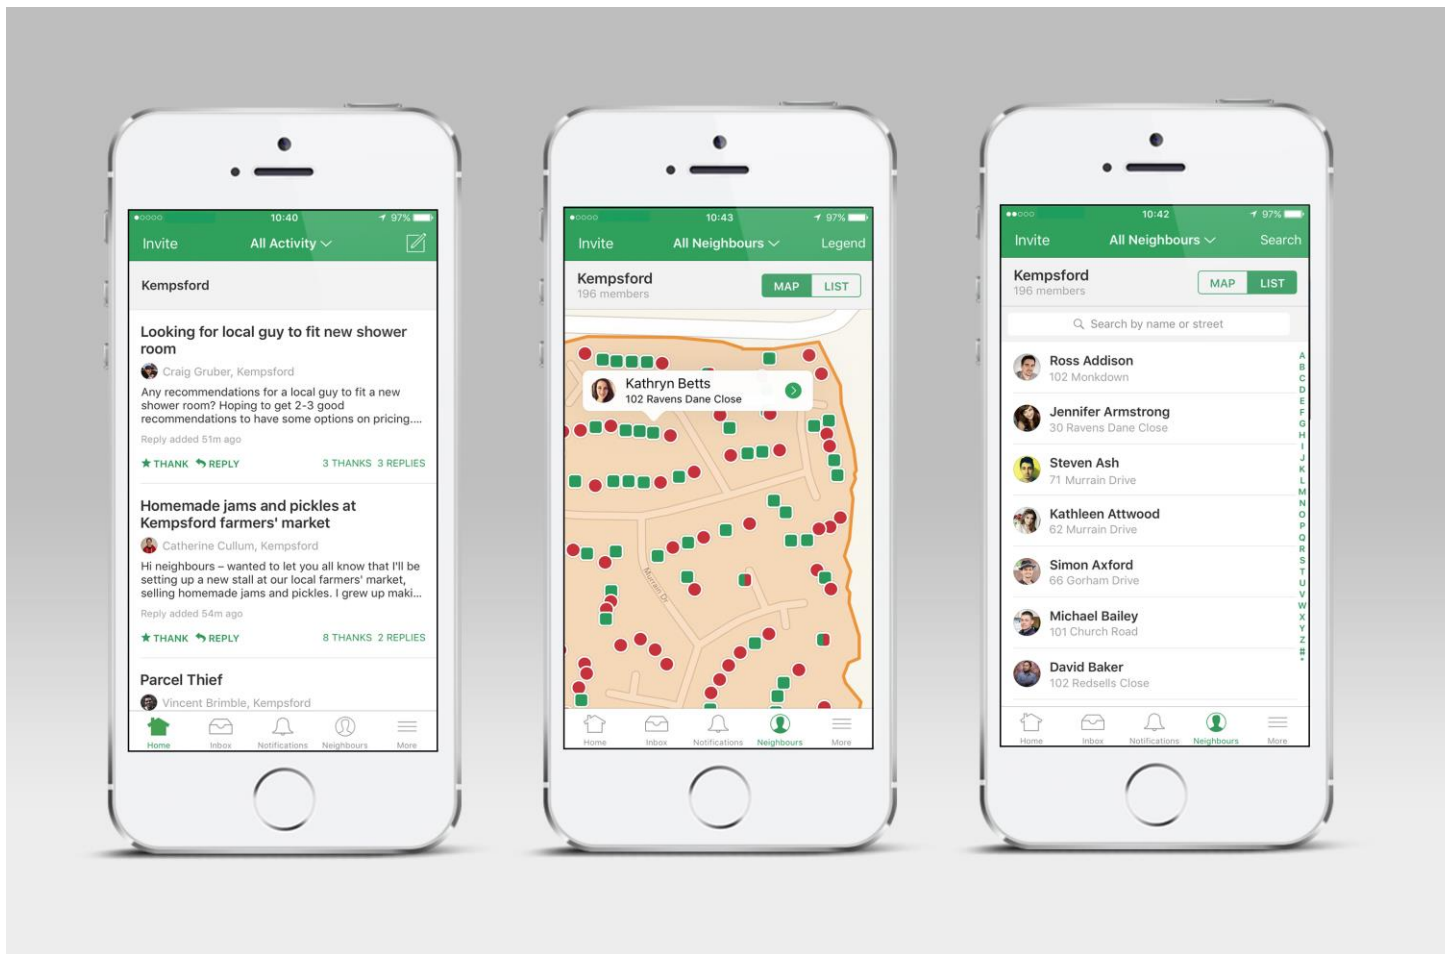 10:40
97%
Invite
All Activity
Kempsford
Looking for local guy to fit new shower
room
Craig Gruber, Kempsford
Any recommendations for a local guy to fit a new
shower room? Hoping to get 2-3 good
recommendations to have some options on pricing....
Reply added 51m ago
THANK REPLY 3 THANKS 3 REPLIES
Homemade jams and pickles at
Kempsford farmers' market
Catherine Cullum, Kempsford
Hi neighbours – wanted to let you all know that I'll be
setting up a new stall at our local farmers' market,
selling homemade jams and pickles. I grew up maki...
Reply added 54m ago
THANK REPLY 8 THANKS 2 REPLIES
Parcel Thief
Vincent Brimble, Kempsford
Home Inbox Notifications Neighbours More
10:43
97%
Invite
All Neighbours
Legend
Kempsford
196 members
MAP LIST
Kathryn Betts
102 Ravens Dane Close
Murrain Dr
Home Inbox Notifications Neighbours More
10:42
97%
Invite
All Neighbours
Search
Kempsford
196 members
MAP LIST
Search by name or street
Ross Addison
102 Monkdown
Jennifer Armstrong
30 Ravens Dane Close
Steven Ash
71 Murrain Drive
Kathleen Attwood
62 Murrain Drive
Simon Axford
66 Gorham Drive
Michael Bailey
101 Church Road
David Baker
102 Redsells Close
A
B
C
D
E
F
G
H
I
J
K
L
M
N
O
P
Q
R
S
T
U
V
W
X
Y
Z
#
Home Inbox Notifications Neighbours More